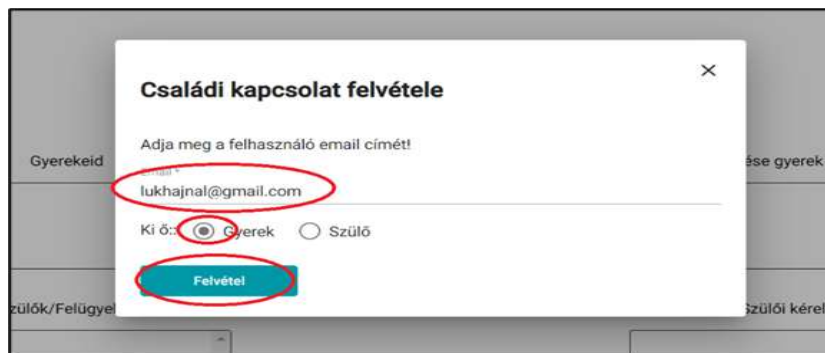 Családi kapcsolat felvétele
Adja meg a felhasználó email címét!
Gyerekeid
ése gyerek
Email *
lukhajnal@gmail.com
Ki ő:: Gyerek Szülő
Felvétel
zülők/Felügyel
Szülői kérel